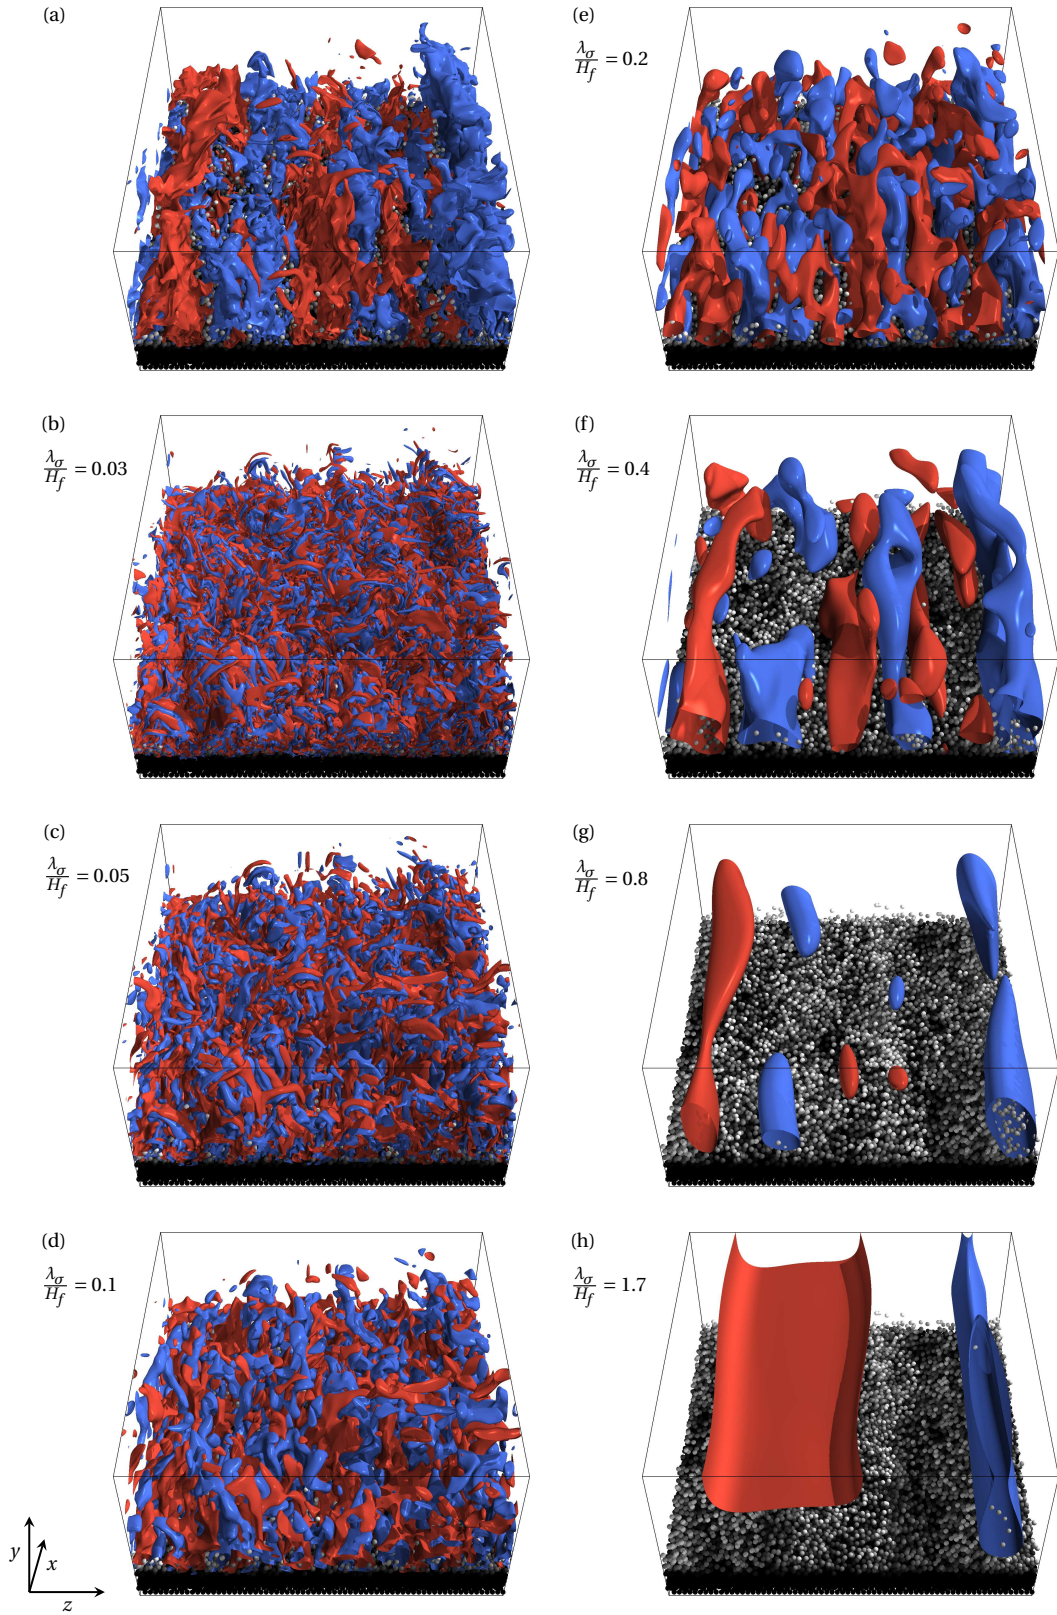 (a)
(b)
λσ/Hf = 0.03
(c)
λσ/Hf = 0.05
(d)
λσ/Hf = 0.1
y
x
z
(e)
λσ/Hf = 0.2
(f)
λσ/Hf = 0.4
(g)
λσ/Hf = 0.8
(h)
λσ/Hf = 1.7